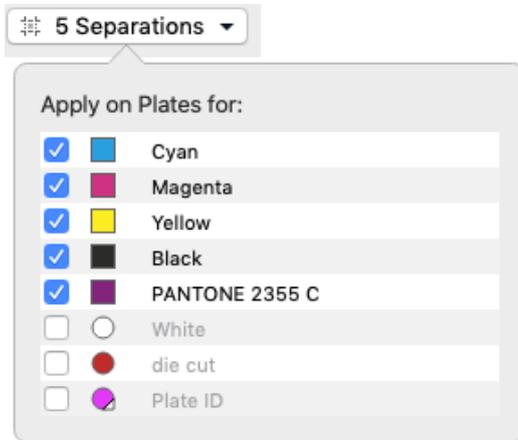 5 Separations
Apply on Plates for:
Cyan
Magenta
Yellow
Black
PANTONE 2355 C
White
die cut
Plate ID